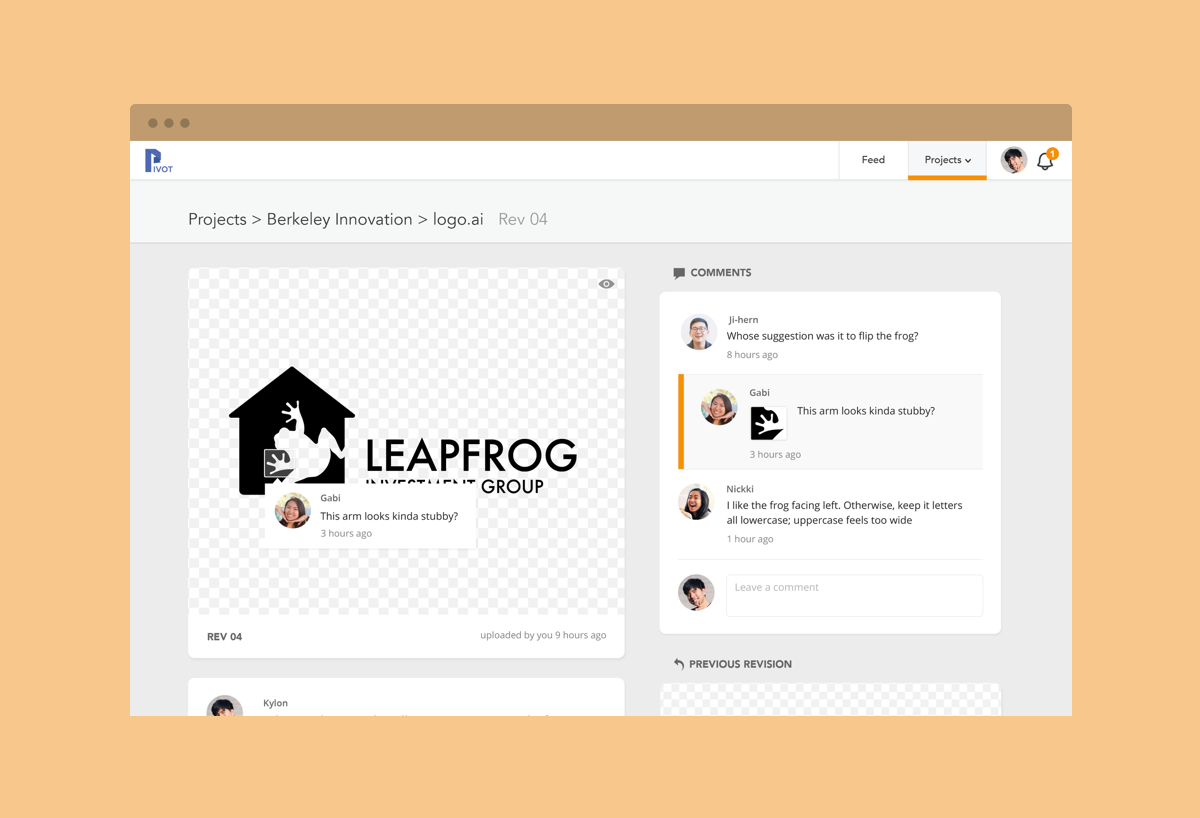 PIVOT
Feed
Projects
1
Projects > Berkeley Innovation > logo.ai Rev 04
LEAPFROG
INVESTMENT GROUP
Gabi
This arm looks kinda stubby?
3 hours ago
REV 04
uploaded by you 9 hours ago
Kylon
COMMENTS
Ji-hern
Whose suggestion was it to flip the frog?
8 hours ago
Gabi
This arm looks kinda stubby?
3 hours ago
Nickki
I like the frog facing left. Otherwise, keep it letters
all lowercase; uppercase feels too wide
1 hour ago
Leave a comment
PREVIOUS REVISION